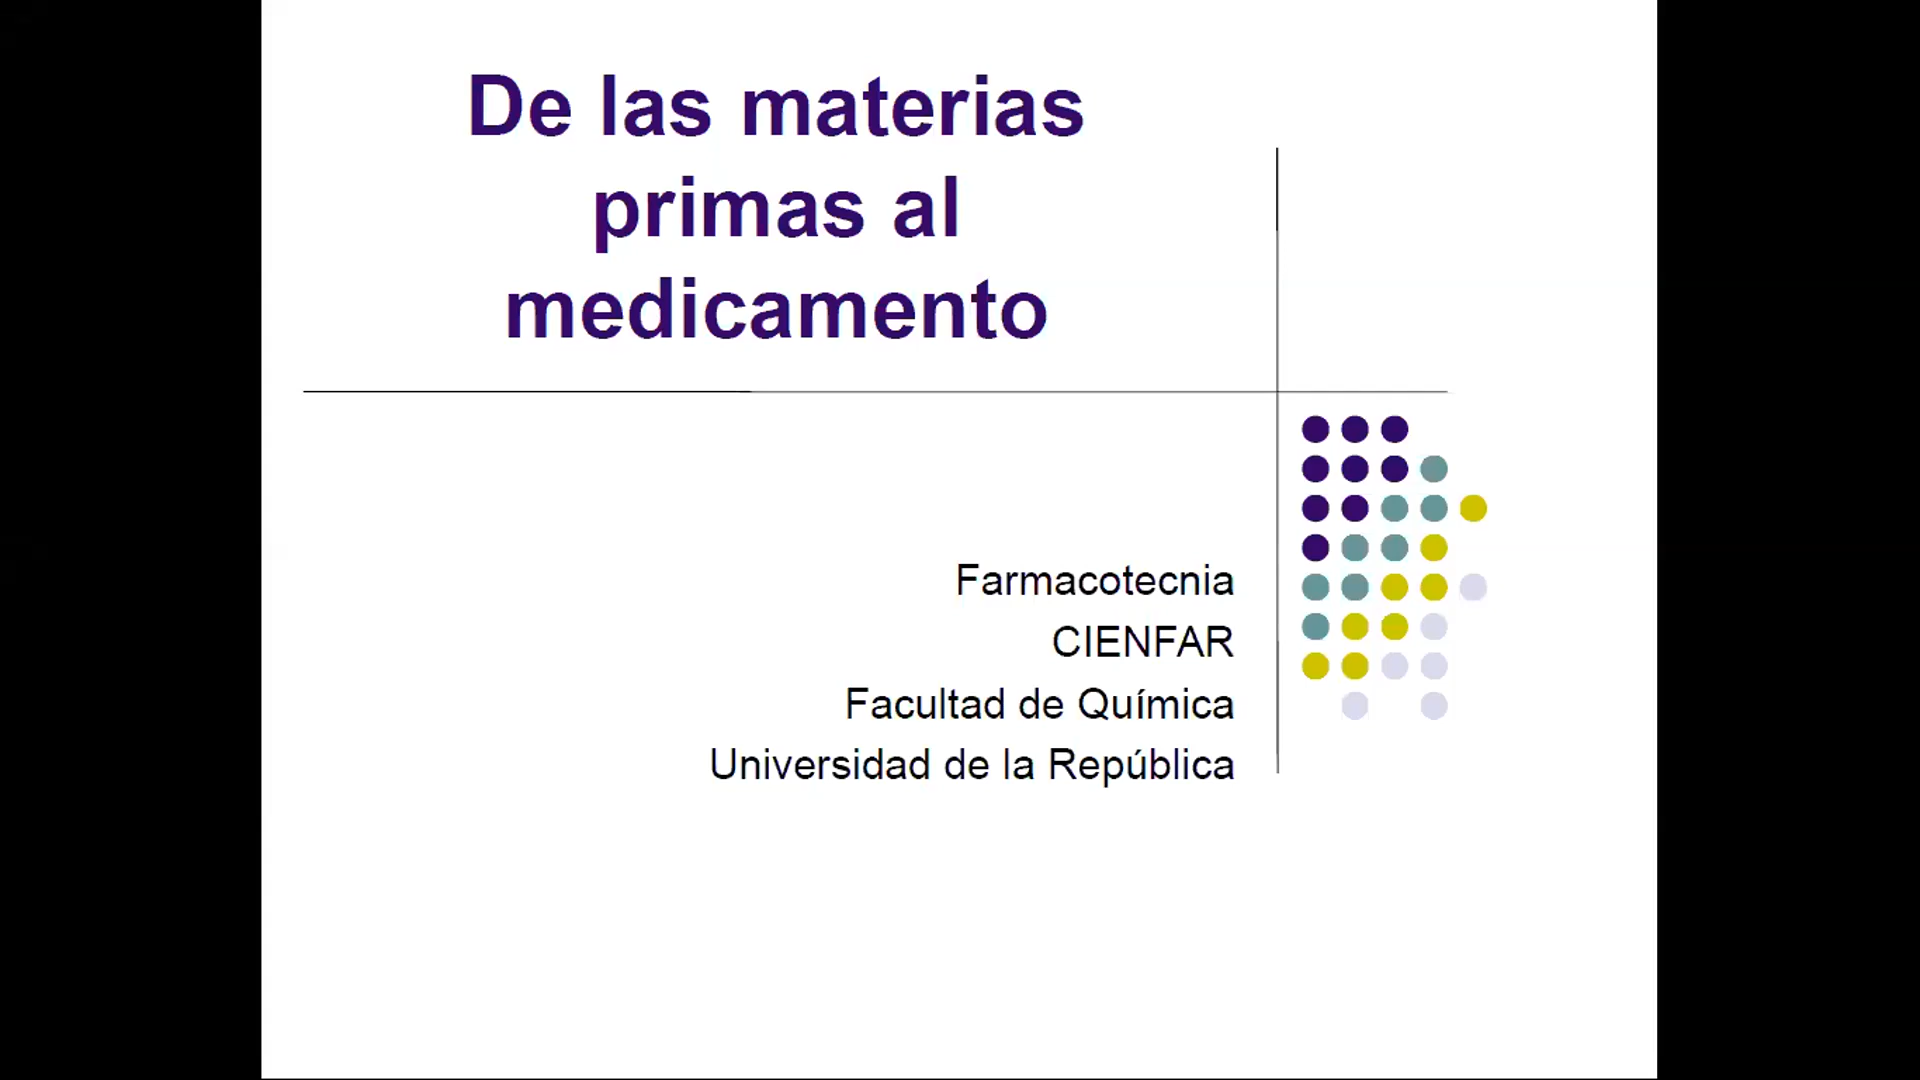 De las materias
primas al
medicamento
Farmacotecnia
CIENFAR
Facultad de Química
Universidad de la República